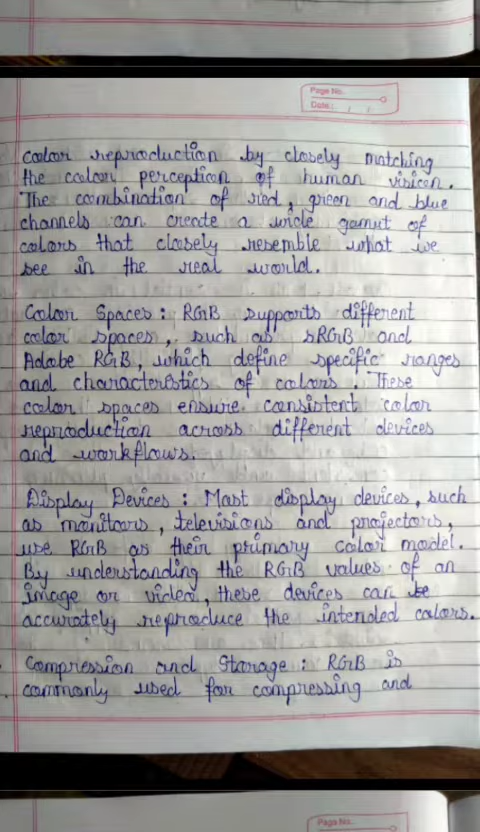 Page No.
Date: / /
color reproduction by closely matching
the color perception of human vision.
The combination of red, green and blue
channels can create a wide gamut of
colors that closely resemble what we
see in the real world.
Color Spaces : RGB supports different
color spaces, such as sRGB and
Adobe RGB, which define specific ranges
and characteristics of colors. These
color spaces ensure consistent color
reproduction across different devices
and workflows.
Display Devices : Most display devices, such
as monitors, televisions and projectors,
use RGB as their primary color model.
By understanding the RGB values of an
image or video, these devices can be
accurately reproduce the intended colors.
Compression and Storage : RGB is
commonly used for compressing and
Page No.